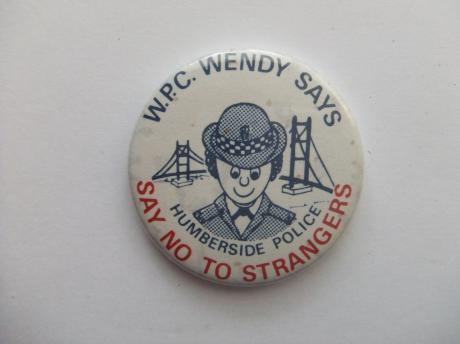 W.P.C. WENDY SAYS
HUMBERSIDE POLICE
SAY NO TO STRANGERS